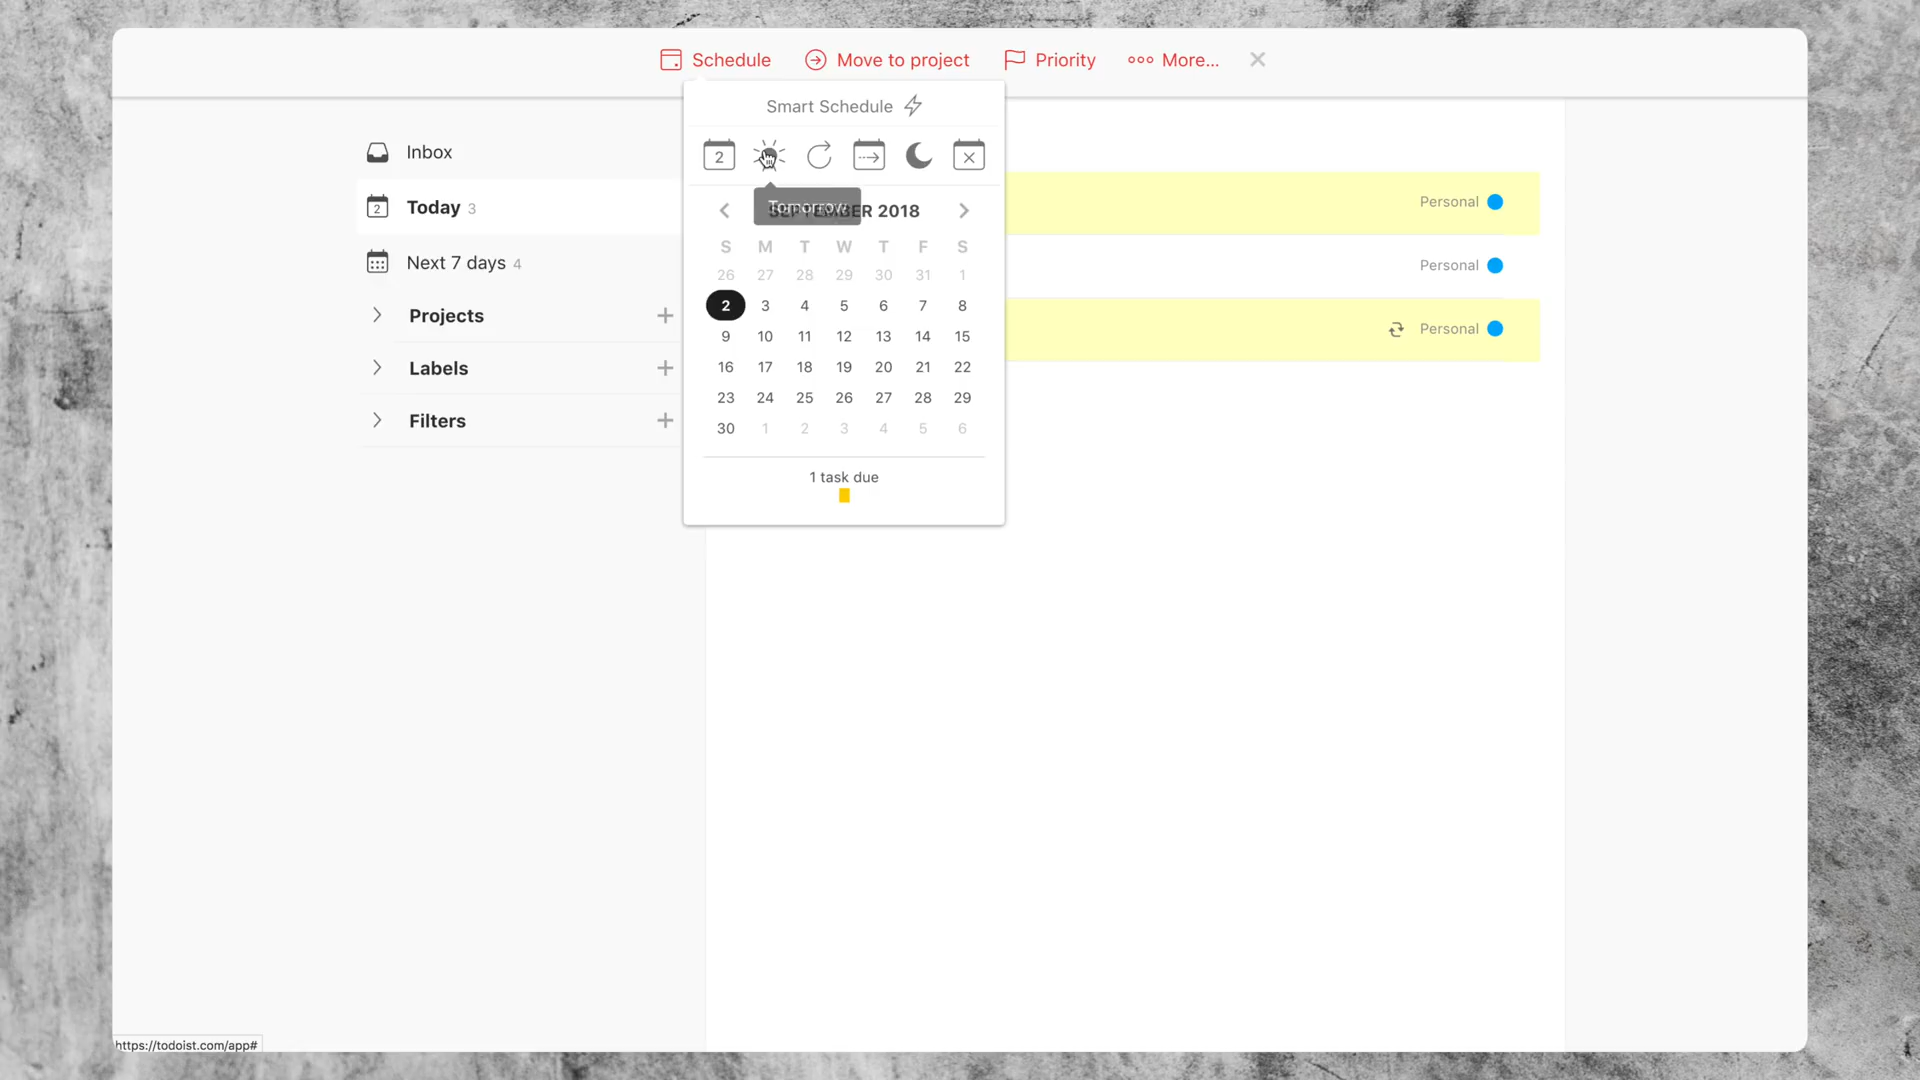 Schedule Move to project Priority More... 
Smart Schedule
2
Tomorrow
SEPTEMBER 2018
S M T W T F S
26 27 28 29 30 31 1
2 3 4 5 6 7 8
9 10 11 12 13 14 15
16 17 18 19 20 21 22
23 24 25 26 27 28 29
30 1 2 3 4 5 6
1 task due
Inbox
2 Today 3
Next 7 days 4
Projects
Labels
Filters
Personal
Personal
Personal
https://todoist.com/app#